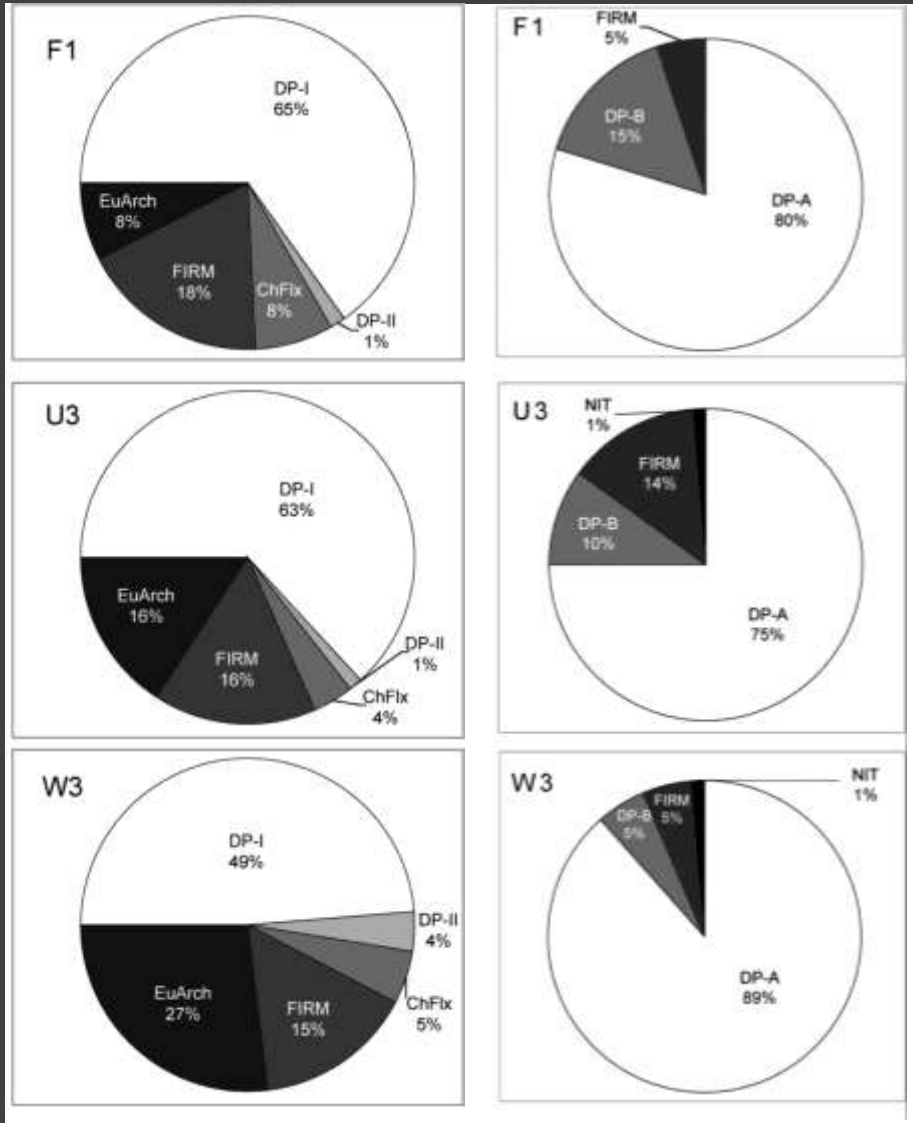 F1
DP-I
65%
EuArch
8%
FIRM
18%
ChFlx
8%
DP-II
1%
F1
FIRM
5%
DP-B
15%
DP-A
80%
U3
DP-I
63%
EuArch
16%
FIRM
16%
ChFlx
4%
DP-II
1%
U3
NIT
1%
FIRM
14%
DP-B
10%
DP-A
75%
W3
DP-I
49%
DP-II
4%
ChFlx
5%
EuArch
27%
FIRM
15%
W3
NIT
1%
FIRM
5%
DP-B
5%
DP-A
89%